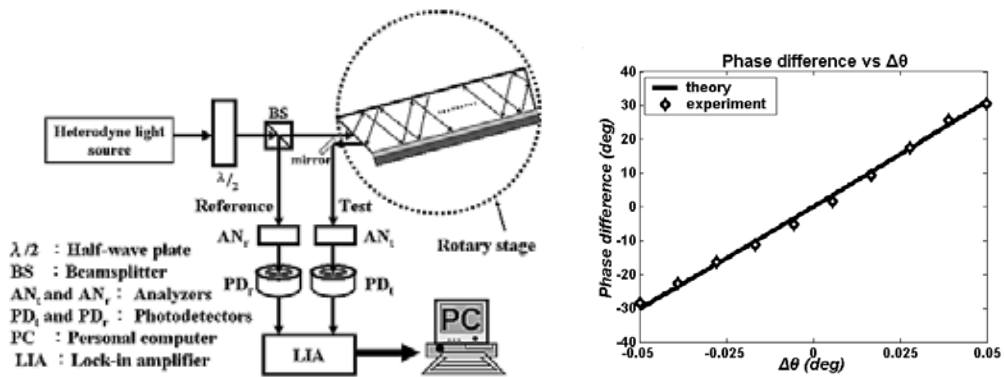 Heterodyne light
source
λ/2
BS
mirror
Reference
Test
ANr
ANt
PDr
PDt
LIA
PC
Rotary stage
λ/2 : Half-wave plate
BS : Beamsplitter
ANt and ANr : Analyzers
PDt and PDr : Photodetectors
PC : Personal computer
LIA : Lock-in amplifier
Phase difference vs Δθ
theory
experiment
Phase difference (deg)
40
30
20
10
0
-10
-20
-30
-40
-0.05
-0.025
0
0.025
0.05
Δθ (deg)